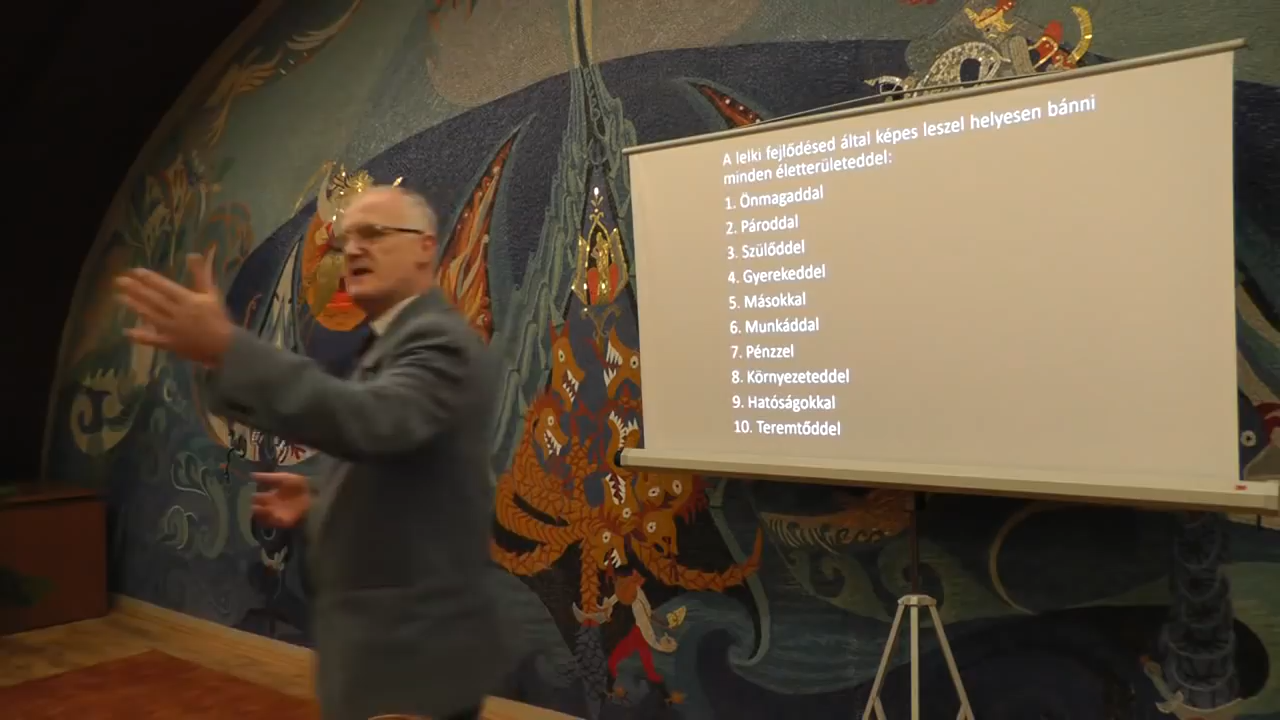 A lelki fejlődésed által képes leszel helyesen bánni
minden életterületeddel:
1. Önmagaddal
2. Pároddal
3. Szülőddel
4. Gyerekeddel
5. Másokkal
6. Munkáddal
7. Pénzzel
8. Környezeteddel
9. Hatóságokkal
10. Teremtőddel